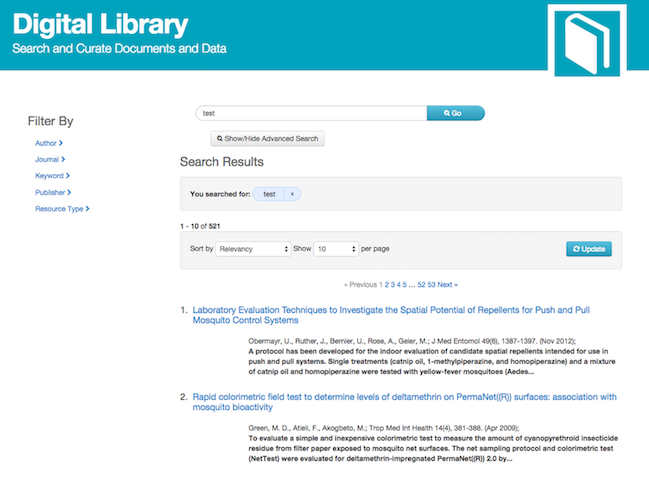 Digital Library
Search and Curate Documents and Data
Filter By
Author
Journal
Keyword
Publisher
Resource Type
test
Go
Show/Hide Advanced Search
Search Results
You searched for: test x
1 - 10 of 521
Sort by Relevancy Show 10 per page
Update
« Previous 1 2 3 4 5 ... 52 53 Next »
1. Laboratory Evaluation Techniques to Investigate the Spatial Potential of Repellents for Push and Pull
Mosquito Control Systems
Obermayr, U., Ruther, J., Bernier, U., Rose, A., Geier, M.; J Med Entomol 49(6), 1387-1397. (Nov 2012);
A protocol has been developed for the indoor evaluation of candidate spatial repellents intended for use in
push and pull systems. Single treatments (catnip oil, 1-methylpiperazine, and homopiperazine) and a mixture
of catnip oil and homopiperazine were tested with yellow-fever mosquitoes (Aedes...
2. Rapid colorimetric field test to determine levels of deltamethrin on PermaNet((R)) surfaces: association with
mosquito bioactivity
Green, M. D., Atieli, F., Akogbeto, M.; Trop Med Int Health 14(4), 381-388. (Apr 2009);
To evaluate a simple and inexpensive colorimetric test to measure the amount of cyanopyrethroid insecticide
residue from filter paper exposed to mosquito net surfaces. The net sampling protocol and colorimetric test
(NetTest) were evaluated for deltamethrin-impregnated PermaNet((R)) 2.0 by...